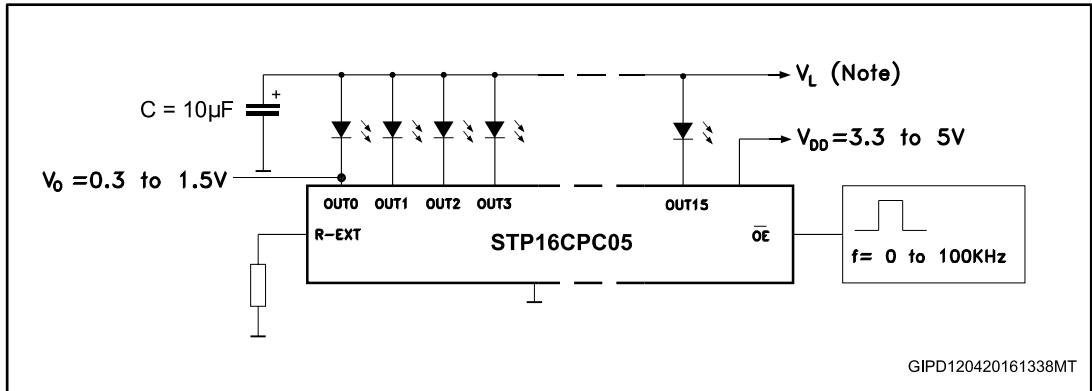 V_L (Note)
+
C = 10µF
V_DD=3.3 to 5V
V_O =0.3 to 1.5V
OUT0 OUT1 OUT2 OUT3 OUT15
R-EXT
STP16CPC05
O̅E̅
f= 0 to 100KHz
GIPD120420161338MT